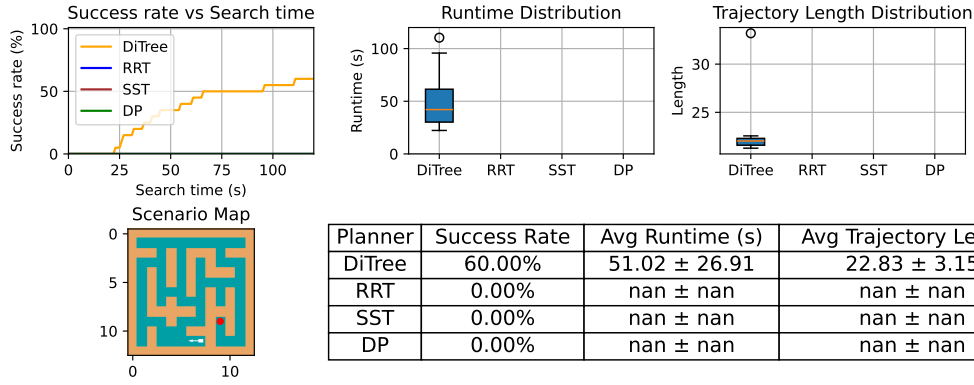 Success rate vs Search time
Success rate (%)
100
50
0
DiTree
RRT
SST
DP
0 25 50 75 100
Search time (s)
Runtime Distribution
Runtime (s)
100
50
0
DiTree RRT SST DP
Trajectory Length Distribution
Length
30
25
DiTree RRT SST DP
Scenario Map
0
5
10
0 10
Planner Success Rate Avg Runtime (s) Avg Trajectory Le
DiTree 60.00% 51.02 ± 26.91 22.83 ± 3.15
RRT 0.00% nan ± nan nan ± nan
SST 0.00% nan ± nan nan ± nan
DP 0.00% nan ± nan nan ± nan